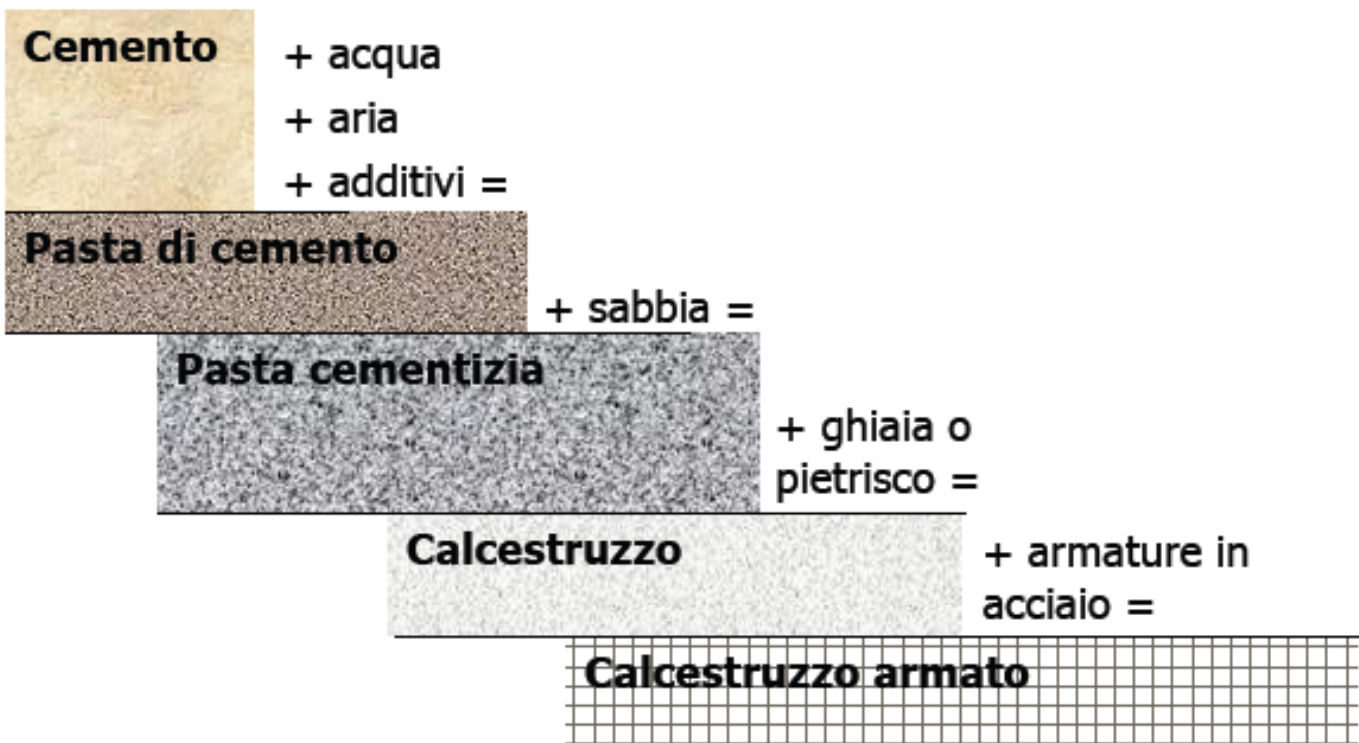 Cemento
+ acqua
+ aria
+ additivi =
Pasta di cemento
+ sabbia =
Pasta cementizia
+ ghiaia o
pietrisco =
Calcestruzzo
+ armature in
acciaio =
Calcestruzzo armato